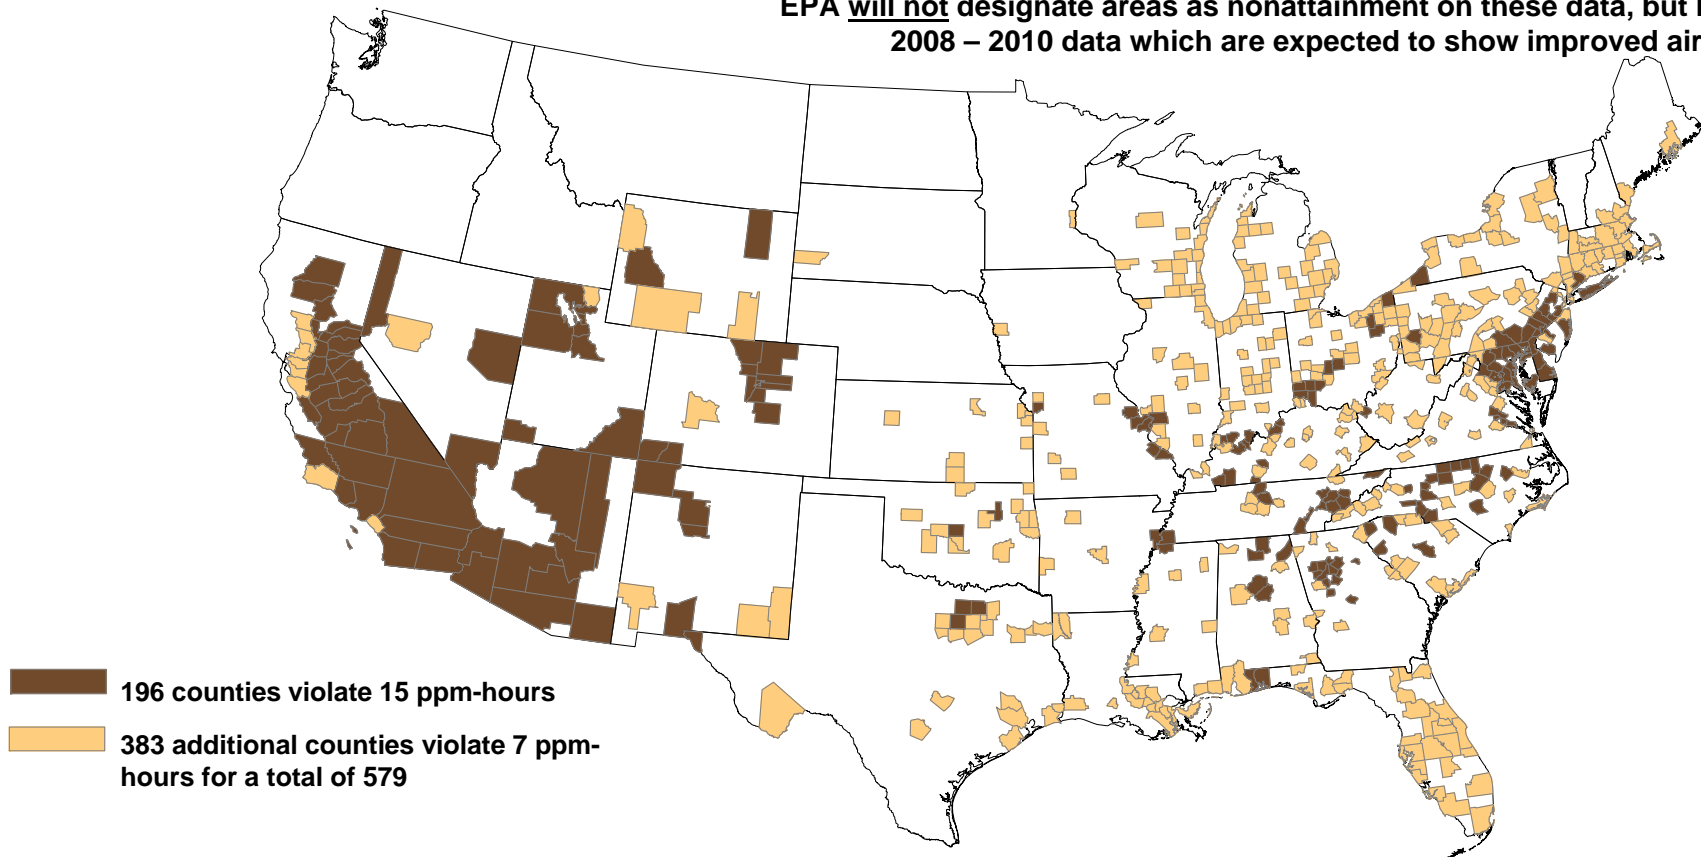 EPA will not designate areas as nonattainment on these data, but
2008 – 2010 data which are expected to show improved air
196 counties violate 15 ppm-hours
383 additional counties violate 7 ppm-
hours for a total of 579